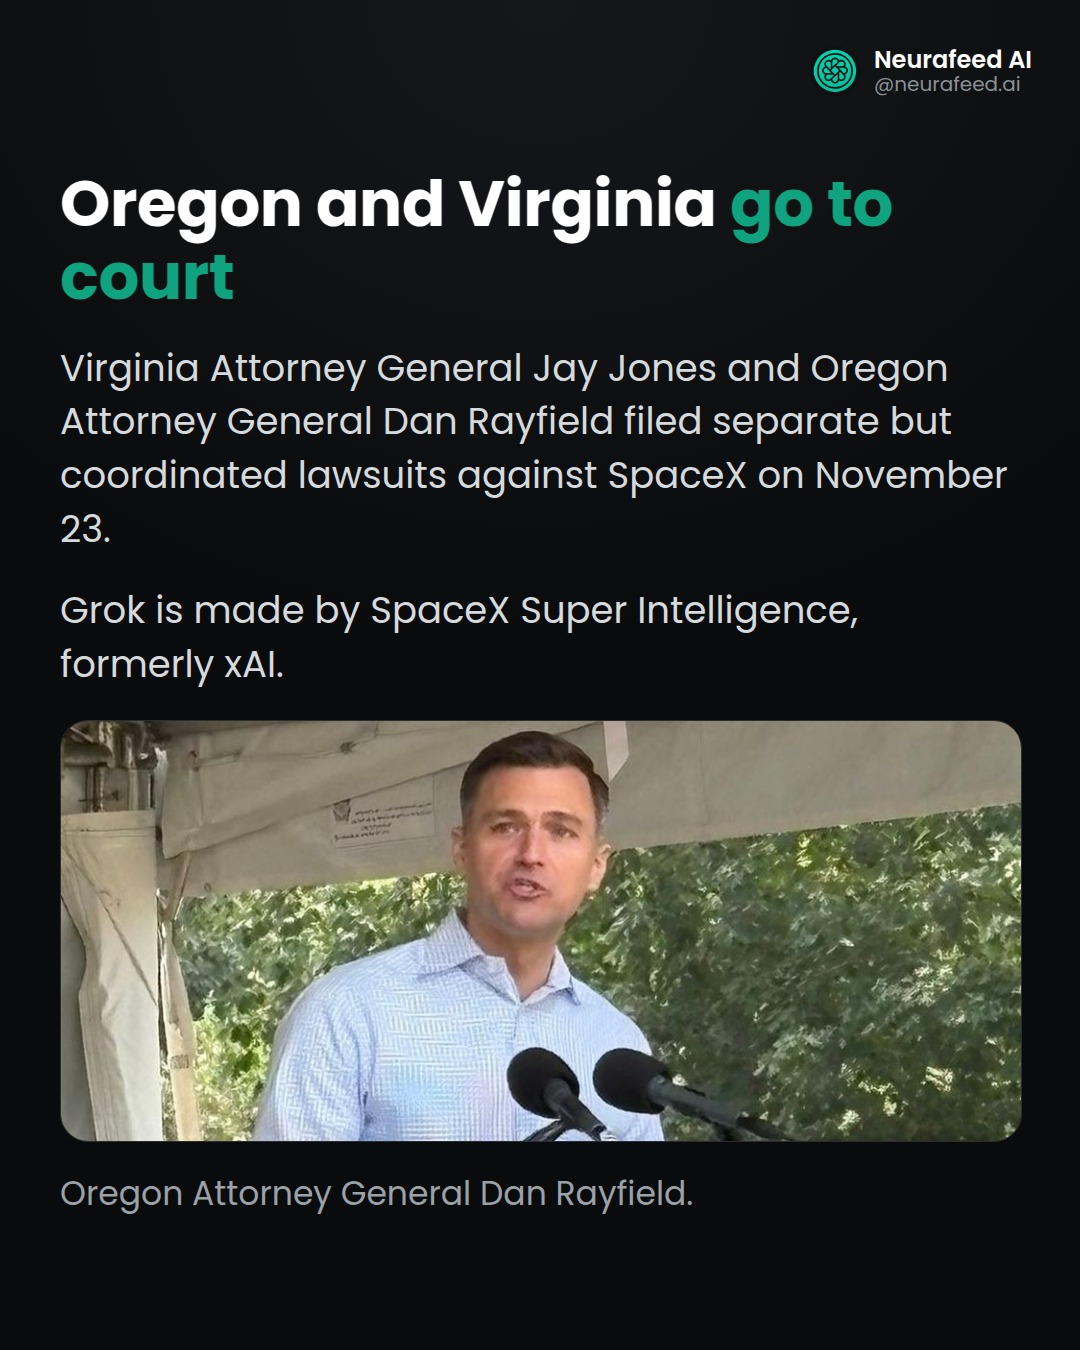 Neurafeed AI
@neurafeed.ai
Oregon and Virginia go to
court
Virginia Attorney General Jay Jones and Oregon
Attorney General Dan Rayfield filed separate but
coordinated lawsuits against SpaceX on November
23.
Grok is made by SpaceX Super Intelligence,
formerly xAI.
Oregon Attorney General Dan Rayfield.